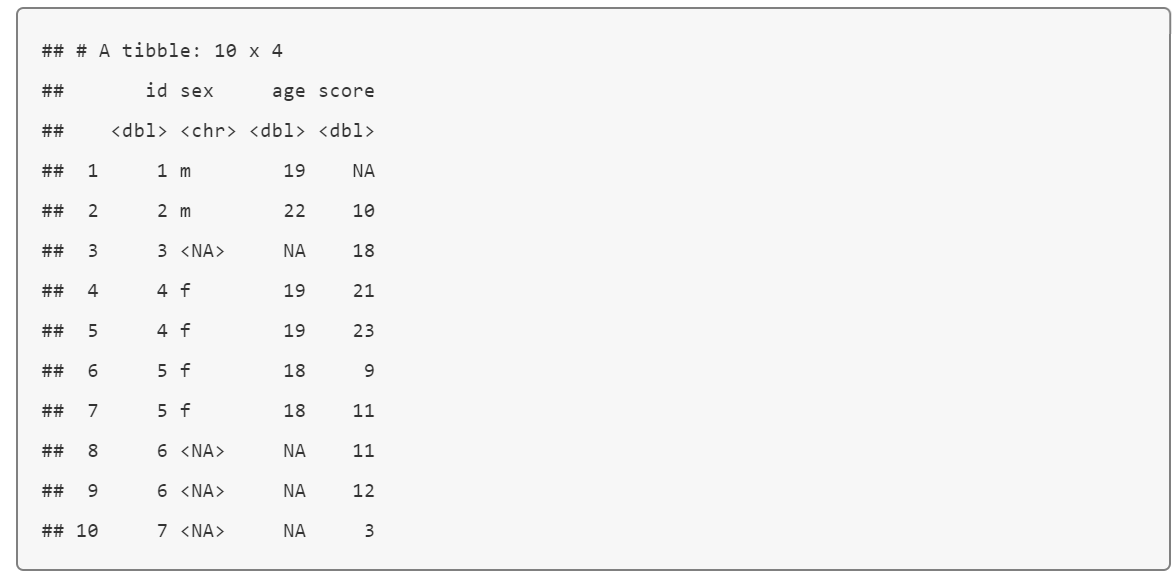 ## # A tibble: 10 x 4
##       id sex     age score
##    <dbl> <chr> <dbl> <dbl>
##  1     1 m        19    NA
##  2     2 m        22    10
##  3     3 <NA>     NA    18
##  4     4 f        19    21
##  5     4 f        19    23
##  6     5 f        18     9
##  7     5 f        18    11
##  8     6 <NA>     NA    11
##  9     6 <NA>     NA    12
## 10     7 <NA>     NA     3